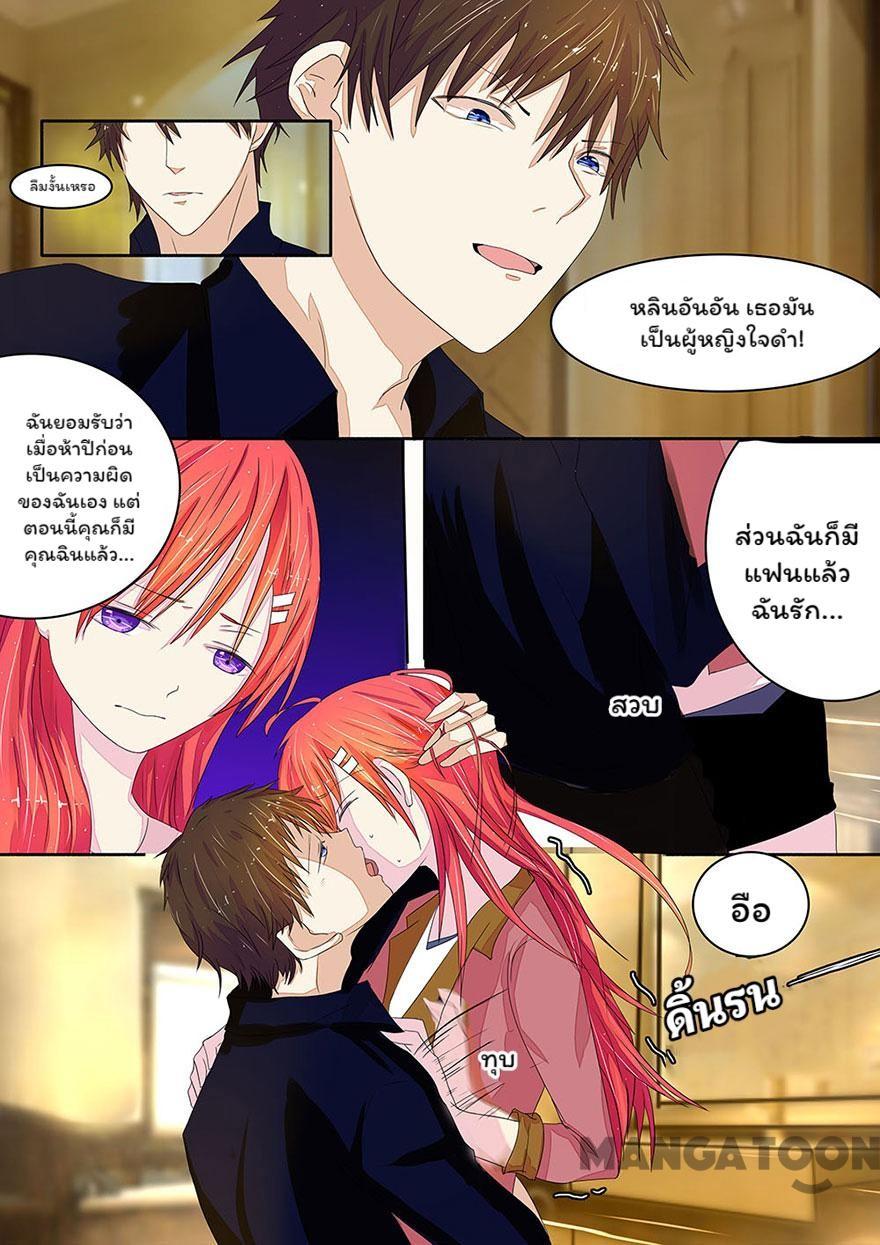 ลืมงั้นเหรอ
หลินอันอัน เธอมัน
เป็นผู้หญิงใจดำ!
ฉันยอมรับว่า
เมื่อห้าปีก่อน
เป็นความผิด
ของฉันเอง แต่
ตอนนี้คุณก็มี
คุณฉินแล้ว...
ส่วนฉันก็มี
แฟนแล้ว
ฉันรัก...
สวบ
อือ
ดิ้นรน
ทุบ
MANGATOON